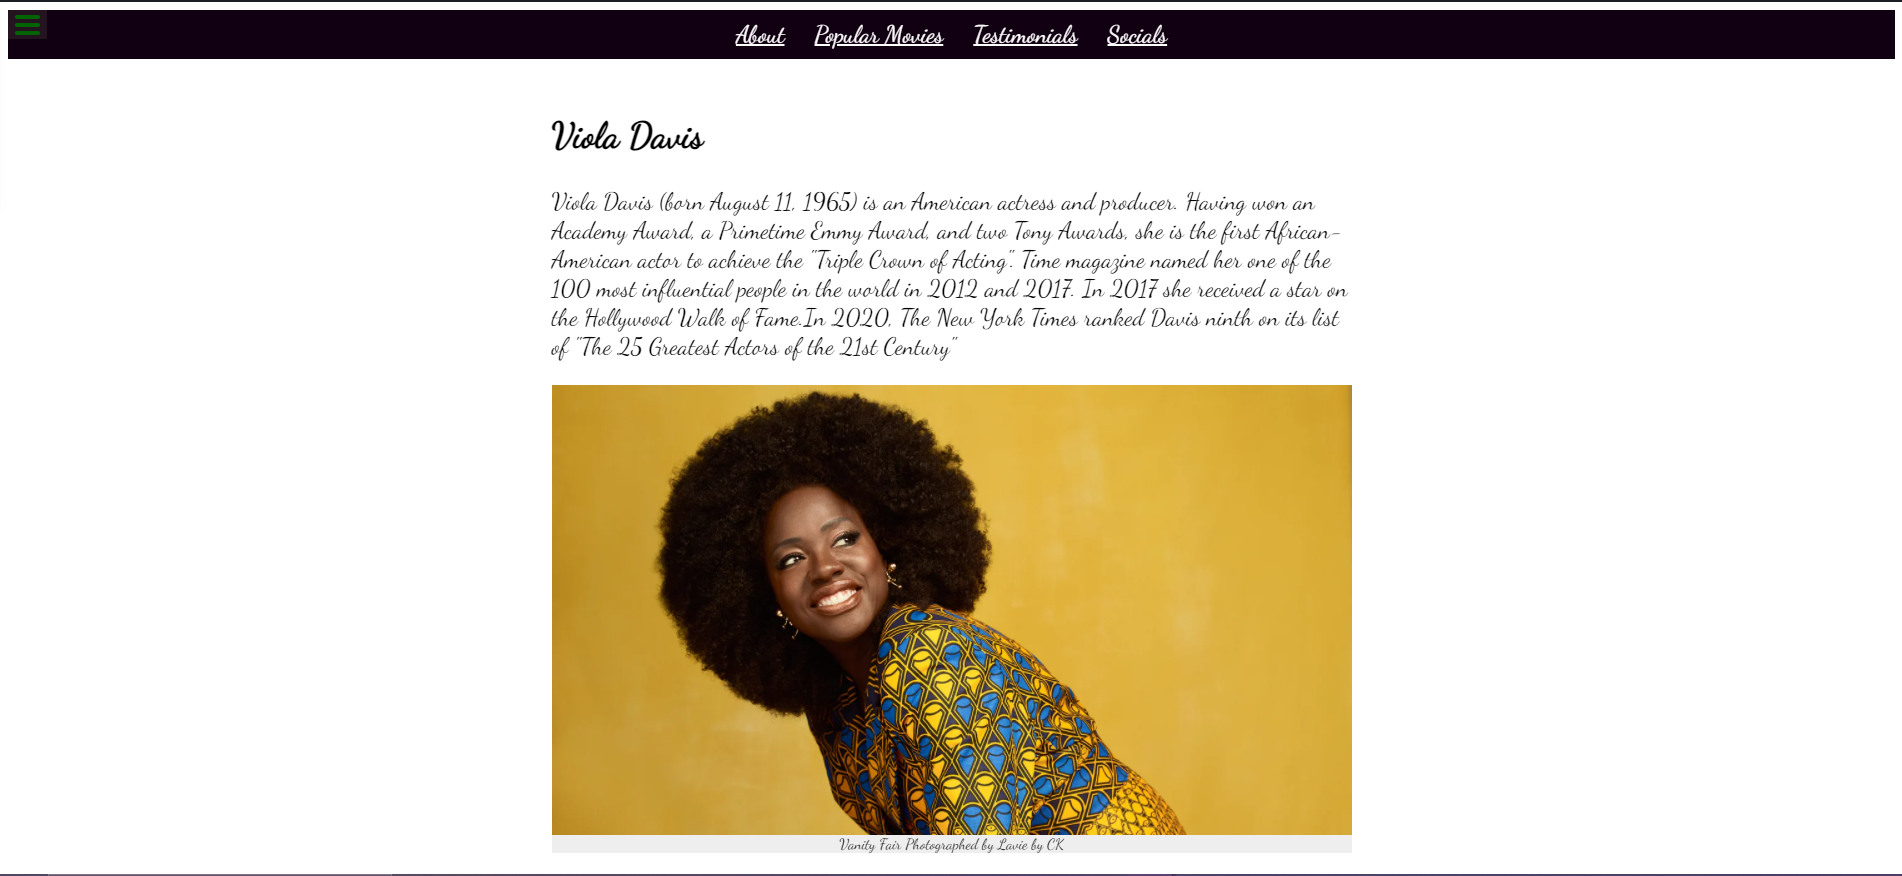 About Popular Movies Testimonials Socials
Viola Davis
Viola Davis (born August 11, 1965) is an American actress and producer. Having won an
Academy Award, a Primetime Emmy Award, and two Tony Awards, she is the first African-
American actor to achieve the "Triple Crown of Acting". Time magazine named her one of the
100 most influential people in the world in 2012 and 2017. In 2017 she received a star on
the Hollywood Walk of Fame.In 2020, The New York Times ranked Davis ninth on its list
of "The 25 Greatest Actors of the 21st Century"
Vanity Fair Photographed by Lavie by CK